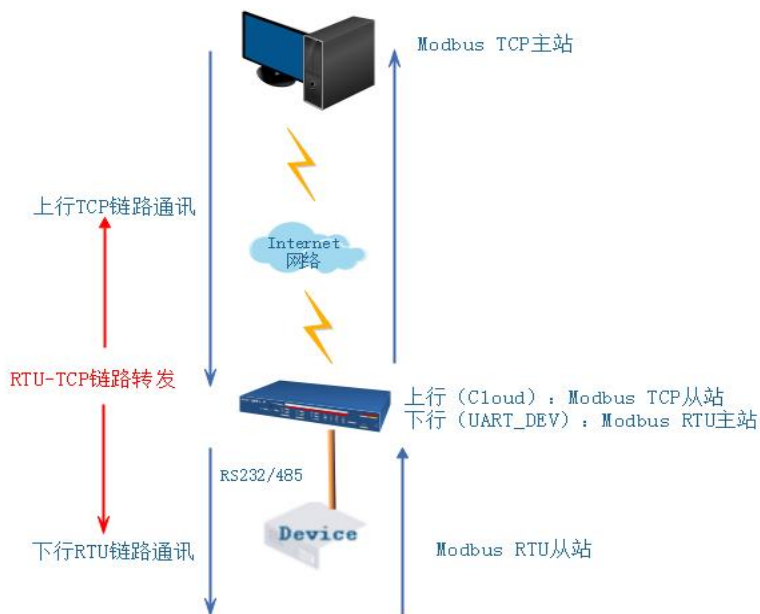 Modbus TCP主站
上行TCP链路通讯
Internet
网络
RTU-TCP链路转发
上行（Cloud）：Modbus TCP从站
下行（UART_DEV）：Modbus RTU主站
RS232/485
Device
下行RTU链路通讯
Modbus RTU从站